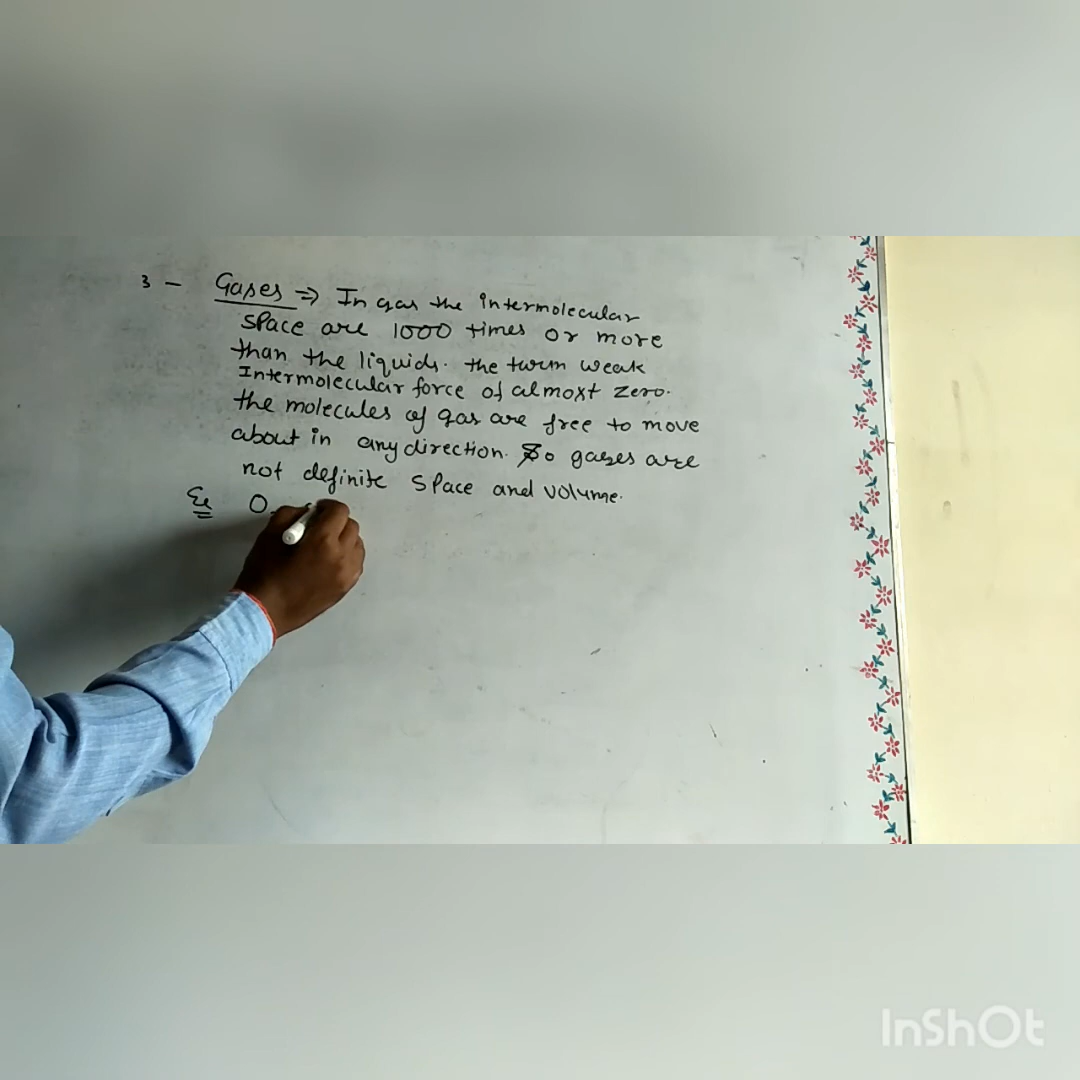 3 - Gases ⇒ In gas the intermolecular
space are 1000 times or more
than the liquids. the turm weak
Intermolecular force of almost zero.
the molecules of gas are free to move
about in any direction. So gases are
not definite space and volume.
Ex O
InShOt